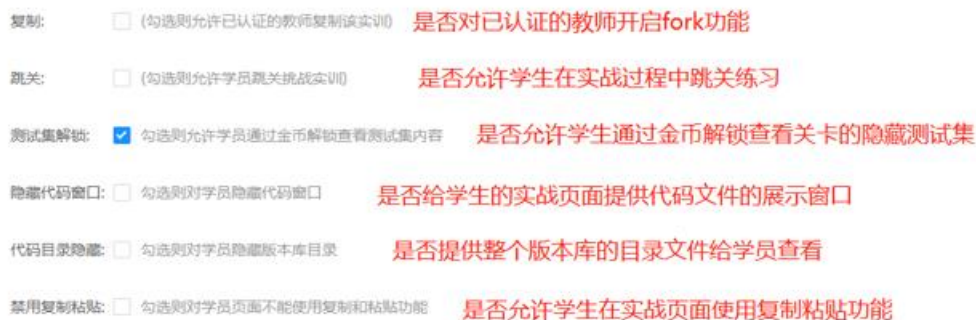 复制: (勾选则允许已认证的教师复制该实训) 是否对已认证的教师开启fork功能
跳关: (勾选则允许学员跳关挑战实训) 是否允许学生在实战过程中跳关练习
测试集解锁: 勾选则允许学员通过金币解锁查看测试集内容 是否允许学生通过金币解锁查看关卡的隐藏测试集
隐藏代码窗口: 勾选则对学员隐藏代码窗口 是否给学生的实战页面提供代码文件的展示窗口
代码目录隐藏: 勾选则对学员隐藏版本库目录 是否提供整个版本库的目录文件给学员查看
禁用复制粘贴: 勾选则对学员页面不能使用复制和粘贴功能 是否允许学生在实战页面使用复制粘贴功能